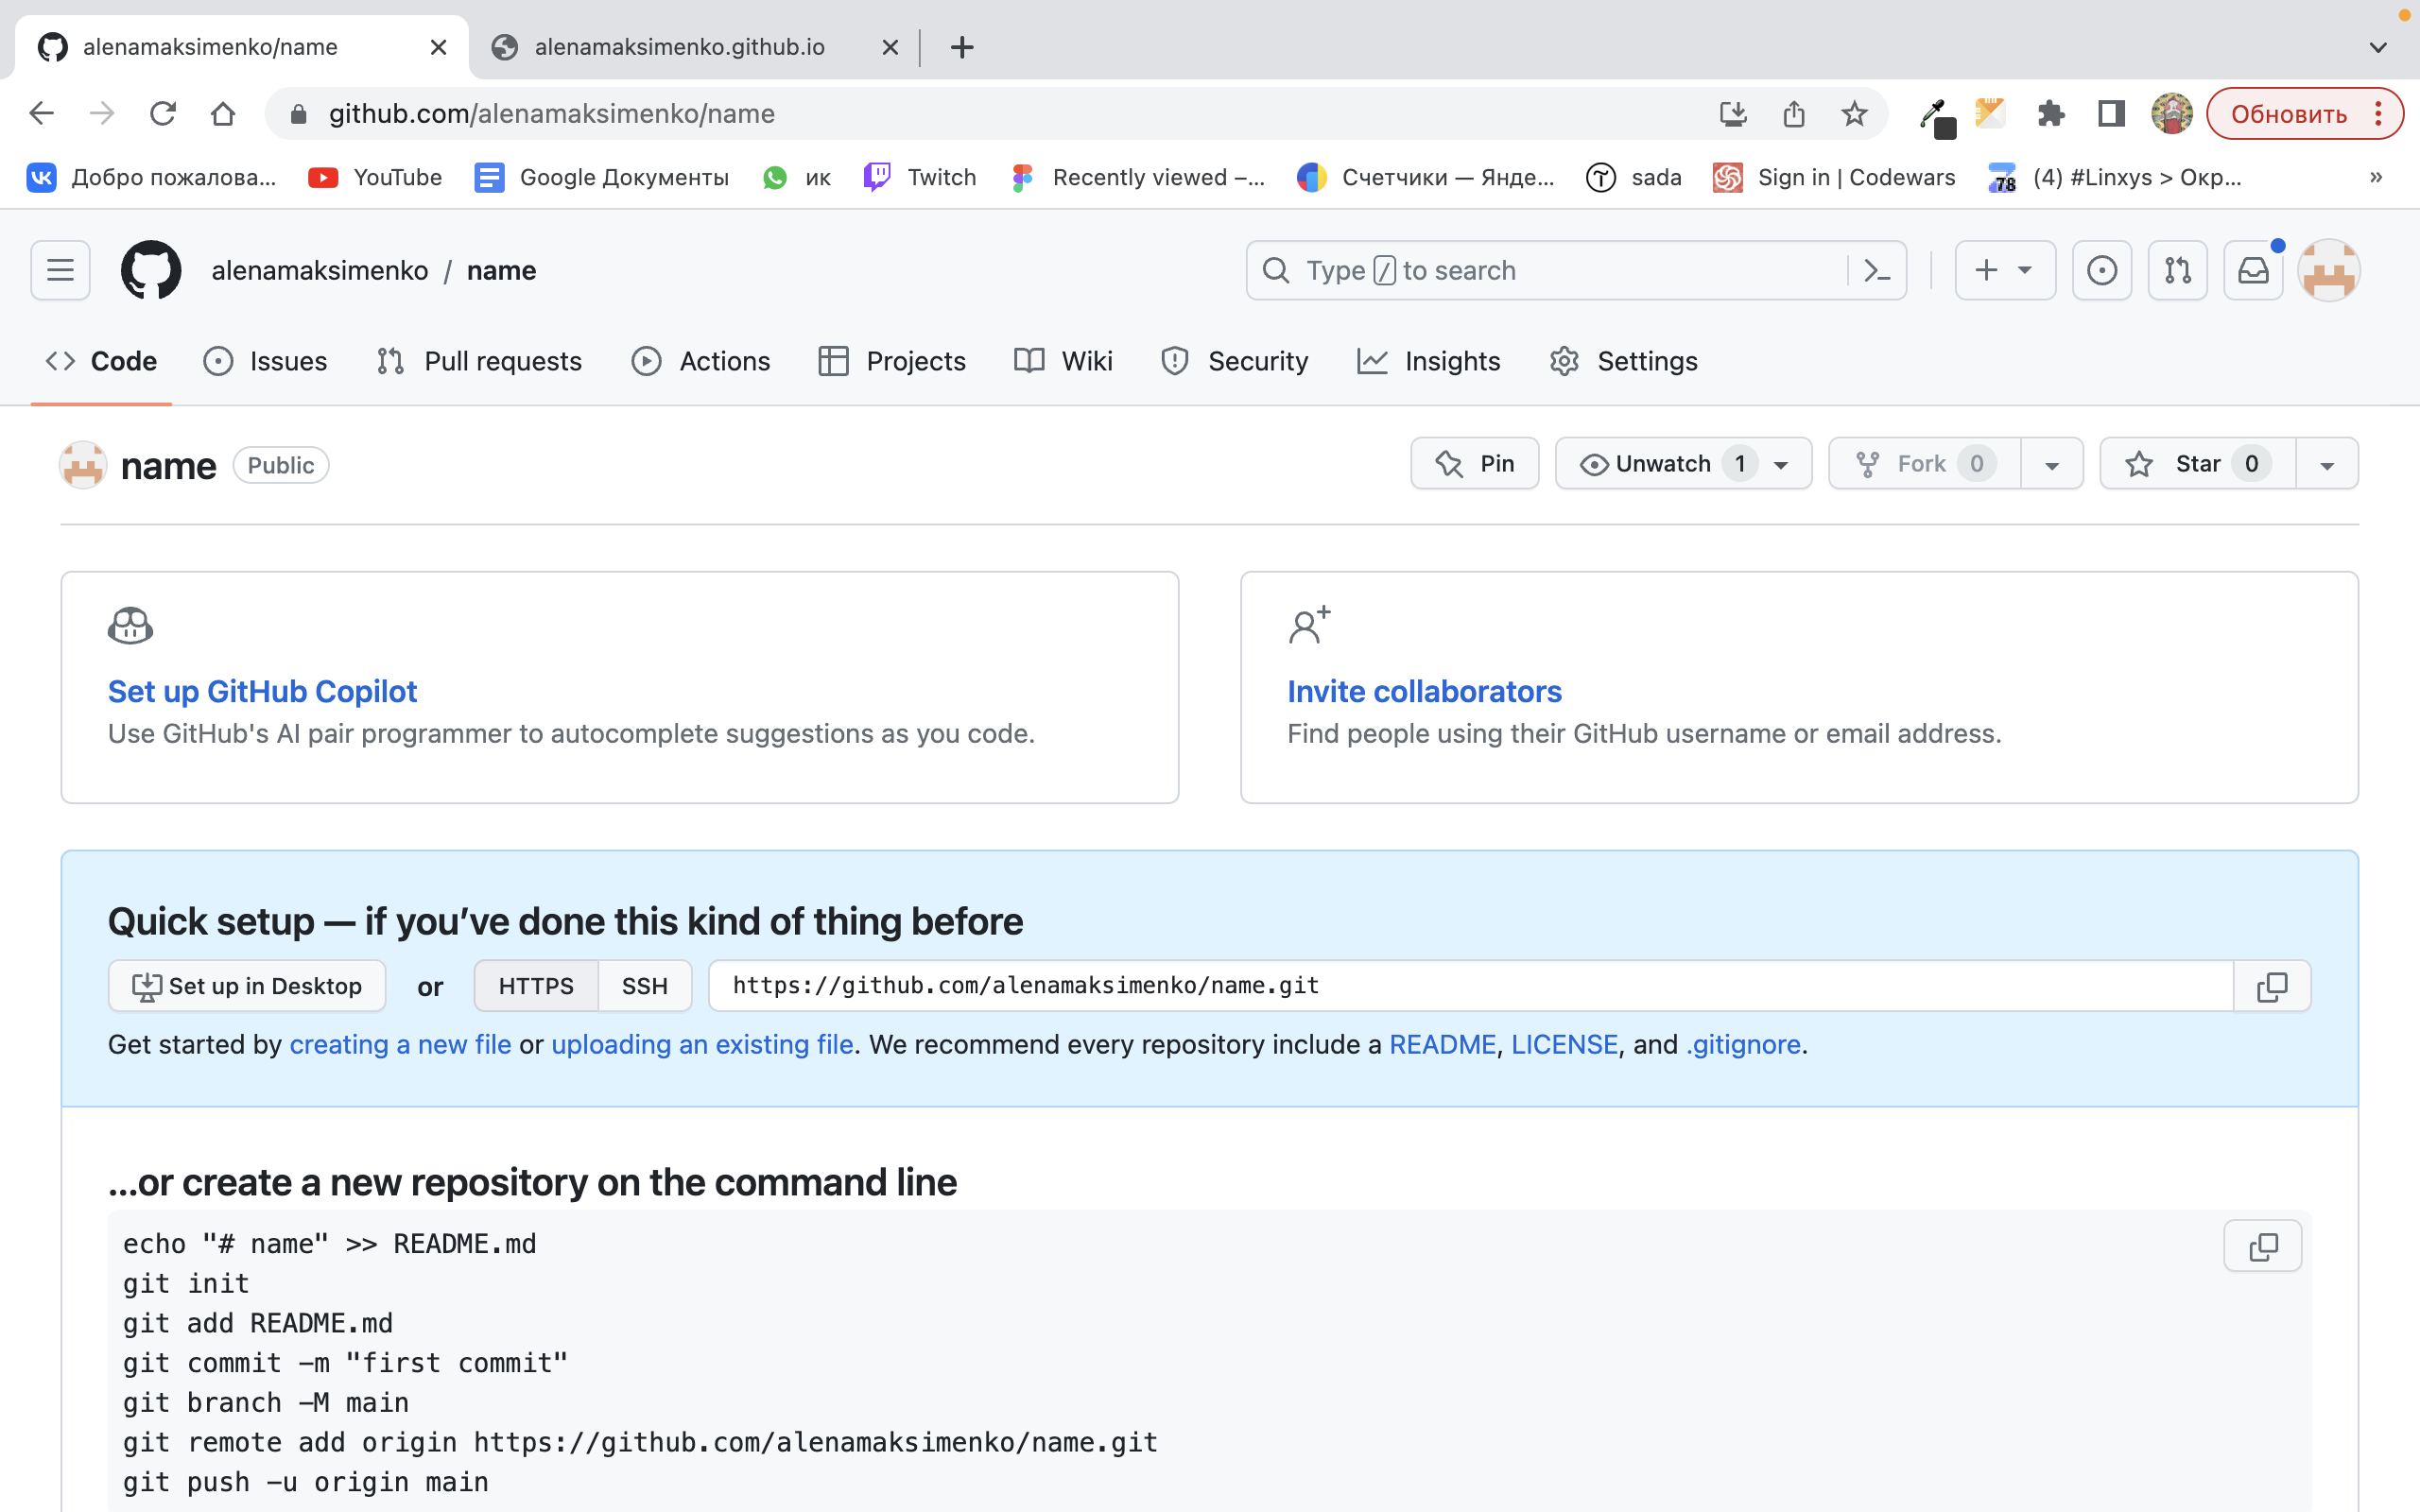 alenamaksimenko/name
alenamaksimenko.github.io
github.com/alenamaksimenko/name
Обновить
Добро пожалова...
YouTube
Google Документы
ик
Twitch
Recently viewed –...
Счетчики — Янде...
sada
Sign in | Codewars
78
(4) #Linxys > Окр...
»
alenamaksimenko / name
Type / to search
Code
Issues
Pull requests
Actions
Projects
Wiki
Security
Insights
Settings
name
Public
Pin
Unwatch 1
Fork 0
Star 0
Set up GitHub Copilot
Use GitHub's AI pair programmer to autocomplete suggestions as you code.
Invite collaborators
Find people using their GitHub username or email address.
Quick setup — if you’ve done this kind of thing before
Set up in Desktop or HTTPS SSH https://github.com/alenamaksimenko/name.git
Get started by creating a new file or uploading an existing file. We recommend every repository include a README, LICENSE, and .gitignore.
…or create a new repository on the command line
echo "# name" >> README.md
git init
git add README.md
git commit -m "first commit"
git branch -M main
git remote add origin https://github.com/alenamaksimenko/name.git
git push -u origin main